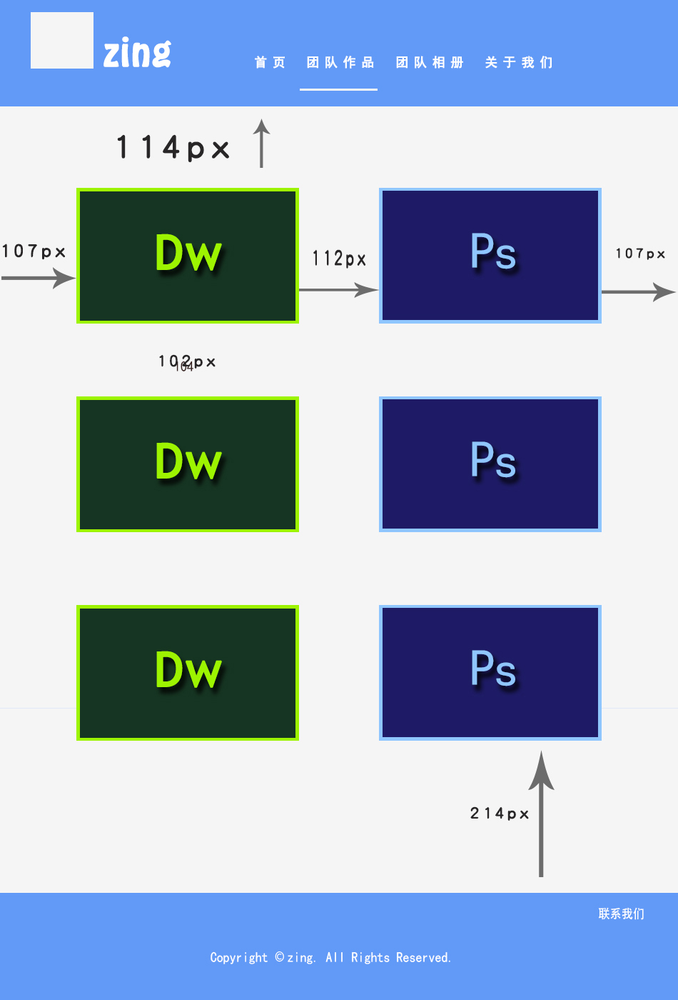 zing
首页 团队作品 团队相册 关于我们
114px
Dw
Ps
107px
112px
107px
102px
104
Dw
Ps
Dw
Ps
214px
联系我们
Copyright ©zing. All Rights Reserved.